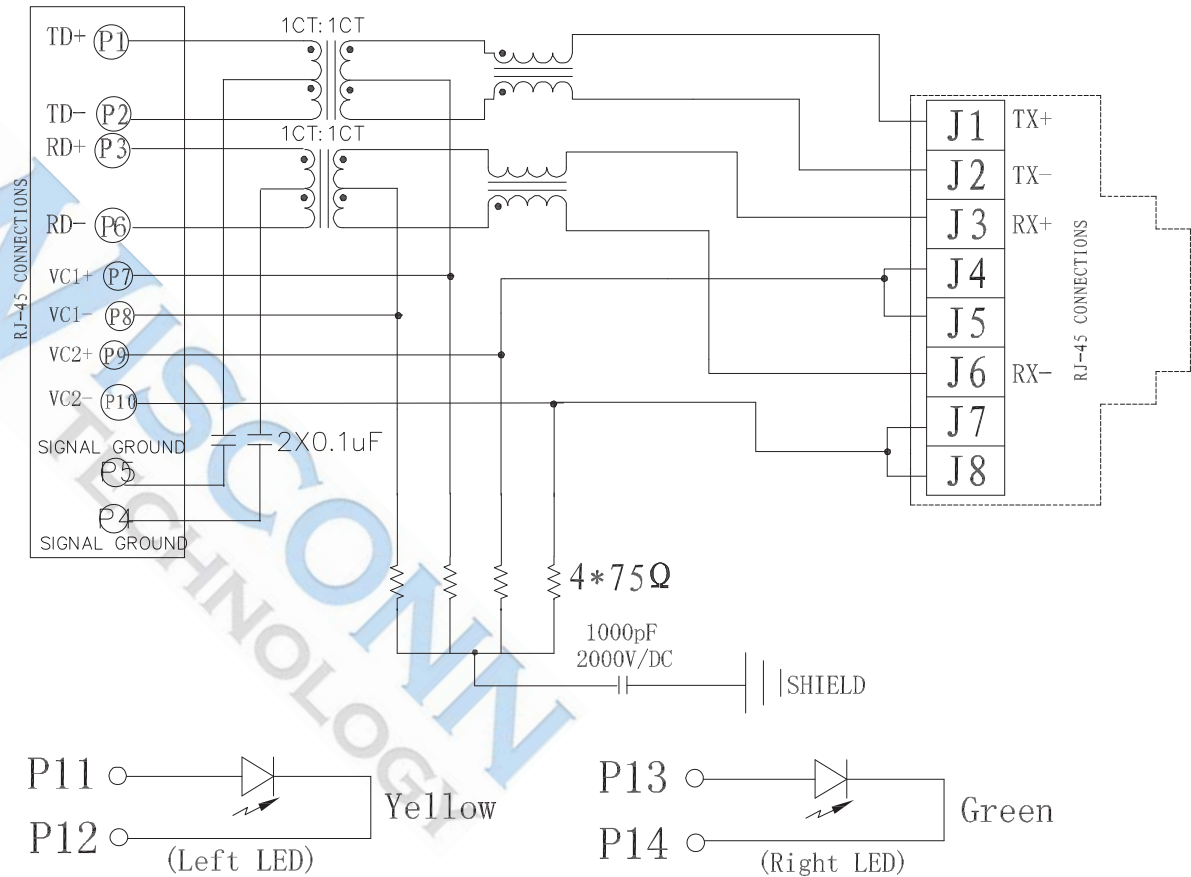 1CT:1CT
TD+ P1
TD- P2
1CT:1CT
RD+ P3
RD- P6
VC1+ P7
VC1- P8
VC2+ P9
VC2- P10
RJ-45 CONNECTIONS
SIGNAL GROUND
P5
P4
SIGNAL GROUND
2X0.1uF
J1 TX+
J2 TX-
J3 RX+
J4
J5
J6 RX-
J7
J8
RJ-45 CONNECTIONS
4*75Ω
1000pF
2000V/DC
SHIELD
P11
P12
Yellow
(Left LED)
P13
P14
Green
(Right LED)
VISCONN
TECHNOLOGY